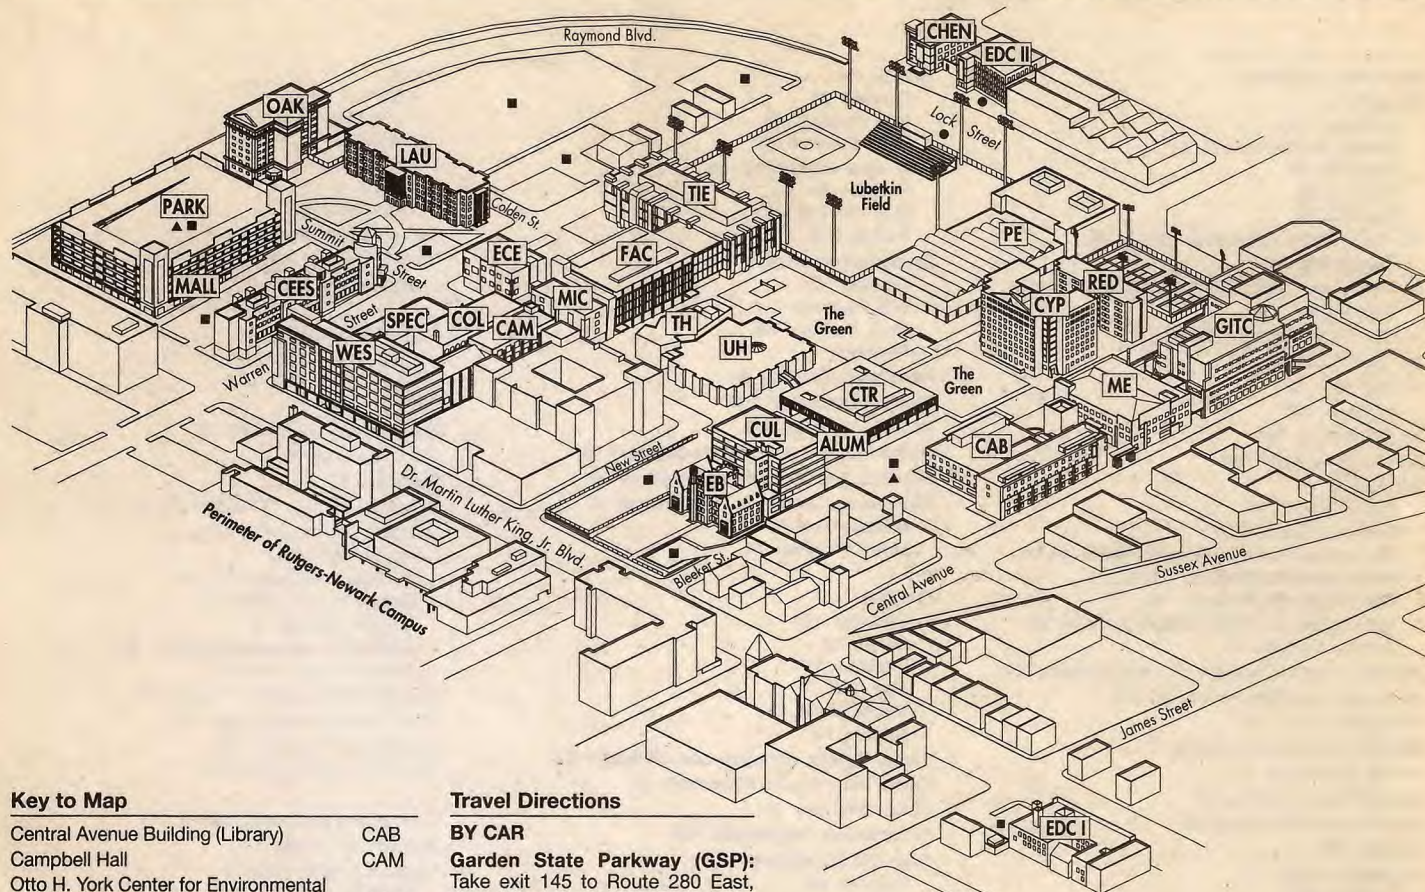 Raymond Blvd.
CHEN
EDC II
OAK
Lock Street
LAU
TIE
Lubetkin
Field
PARK
Colden St.
Summit Street
PE
ECE
FAC
MALL
CEES
MIC
RED
CYP
Street
SPEC
COL
CAM
TH
The
Green
GITC
WES
UH
Warren
The
Green
ME
CTR
CUL
ALUM
CAB
New Street
Dr. Martin Luther King, Jr. Blvd.
EB
Perimeter of Rutgers-Newark Campus
Bleeker St.
Central Avenue
Sussex Avenue
James Street
EDC I
Key to Map
Central Avenue Building (Library) CAB
Campbell Hall CAM
Otto H. York Center for Environmental
Travel Directions
BY CAR
Garden State Parkway (GSP):
Take exit 145 to Route 280 East,